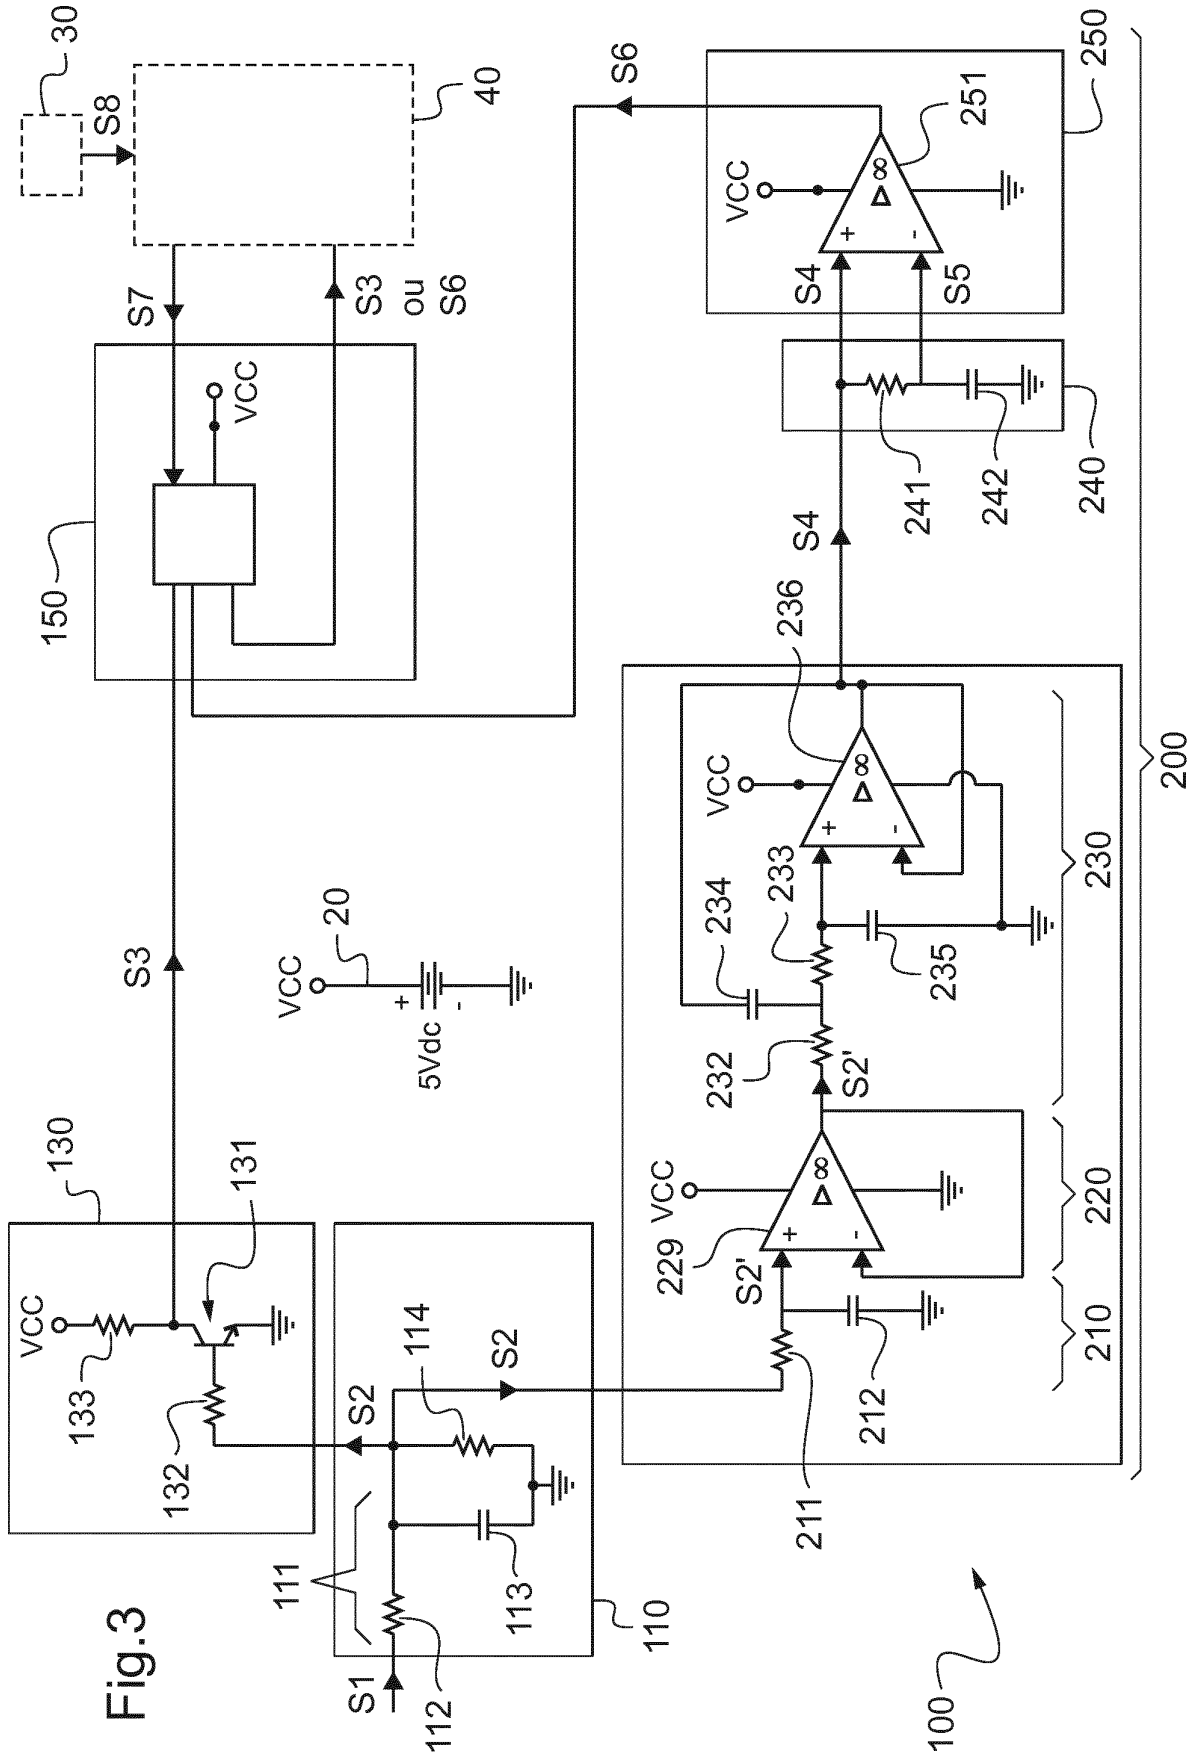 Fig.3
S1
112
111
113
114
110
S2
S2
VCC
133
132
131
130
S3
VCC
20
+
-
5Vdc
150
VCC
S7
S3
ou
S6
S8
30
40
S6
100
211
212
210
S2'
229
VCC
+
-
Δ
∞
220
S2'
232
234
233
235
VCC
+
-
Δ
∞
236
230
S4
241
242
240
S4
S5
VCC
+
-
Δ
∞
251
250
200